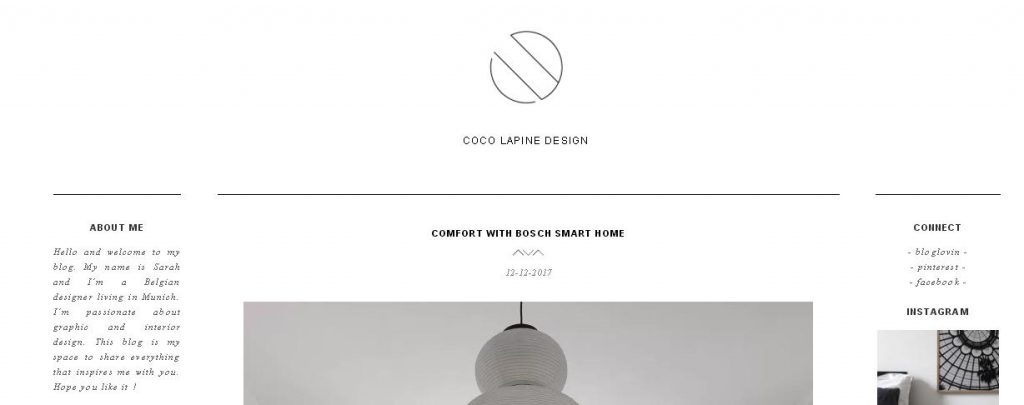 COCO LAPINE DESIGN
ABOUT ME
Hello and welcome to my
blog. My name is Sarah
and I'm a Belgian
designer living in Munich.
I'm passionate about
graphic and interior
design. This blog is my
space to share everything
that inspires me with you.
Hope you like it !
COMFORT WITH BOSCH SMART HOME
12-12-2017
CONNECT
- bloglovin -
- pinterest -
- facebook -
INSTAGRAM